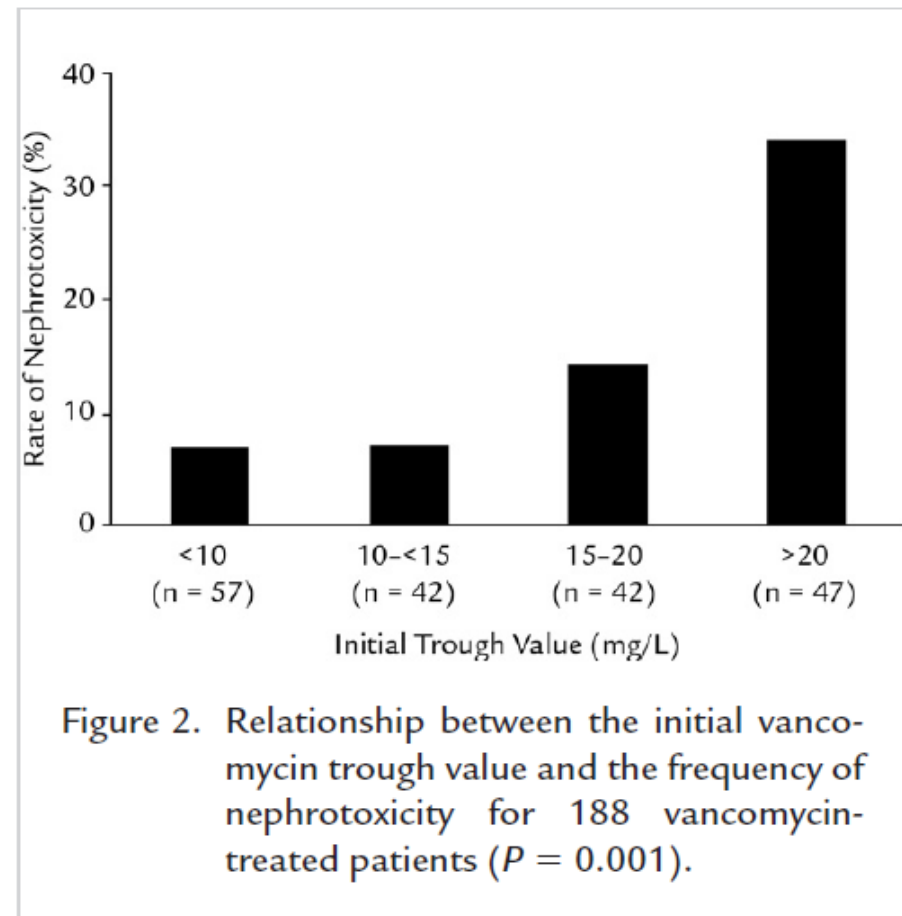 Rate of Nephrotoxicity (%)
40
30
20
10
0
<10
(n = 57)
10–<15
(n = 42)
15–20
(n = 42)
>20
(n = 47)
Initial Trough Value (mg/L)
Figure 2. Relationship between the initial vanco-
mycin trough value and the frequency of
nephrotoxicity for 188 vancomycin-
treated patients (P = 0.001).